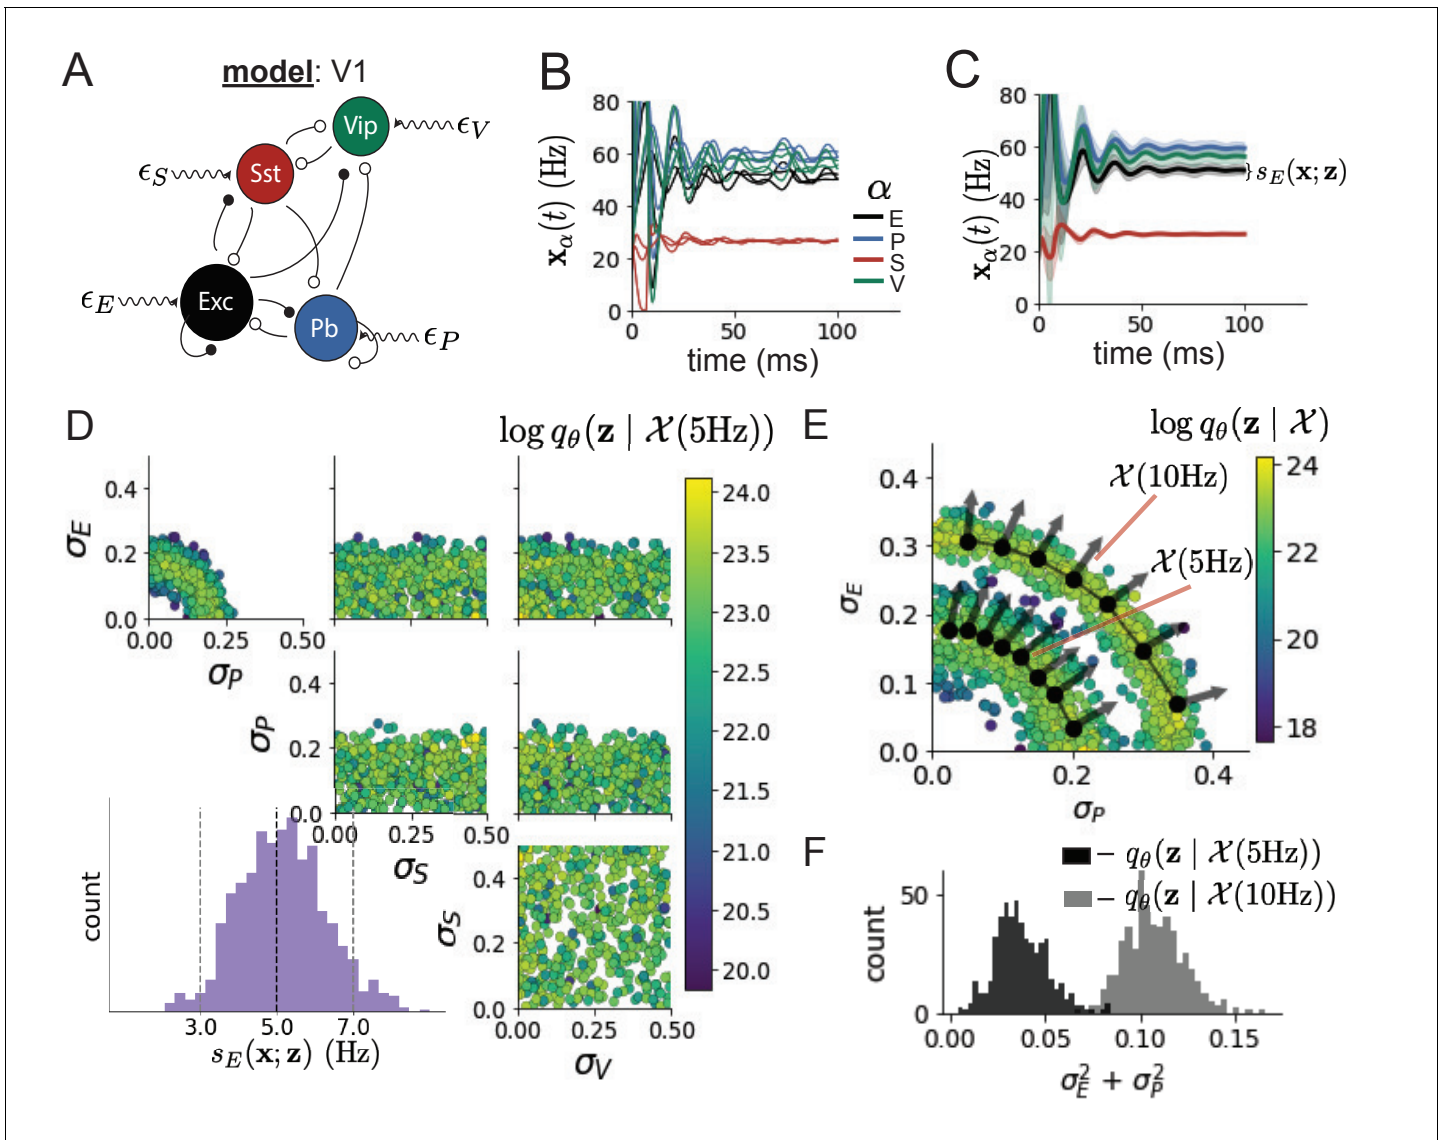 A
model: V1
Vip
ϵV
ϵS
Sst
ϵE
Exc
Pb
ϵP
B
80
60
40
20
0
xα(t) (Hz)
0 50 100
time (ms)
α
E
P
S
V
C
80
60
40
20
0
xα(t) (Hz)
}sE(x; z)
0 50 100
time (ms)
D
log qθ(z | 𝒳(5Hz))
0.4
0.2
0.0
σE
0.00 0.25 0.50
σP
0.4
0.2
0.0
σP
0.00 0.25 0.50
σS
0.4
0.2
0.0
σS
0.00 0.25 0.50
σV
24.0
23.5
23.0
22.5
22.0
21.5
21.0
20.5
20.0
count
3.0 5.0 7.0
sE(x; z) (Hz)
E
log qθ(z | 𝒳)
𝒳(10Hz)
𝒳(5Hz)
0.4
0.3
0.2
0.1
0.0
σE
0.0 0.2 0.4
σP
24
22
20
18
F
– qθ(z | 𝒳(5Hz))
– qθ(z | 𝒳(10Hz))
50
0
count
0.00 0.05 0.10 0.15
σ²E + σ²P